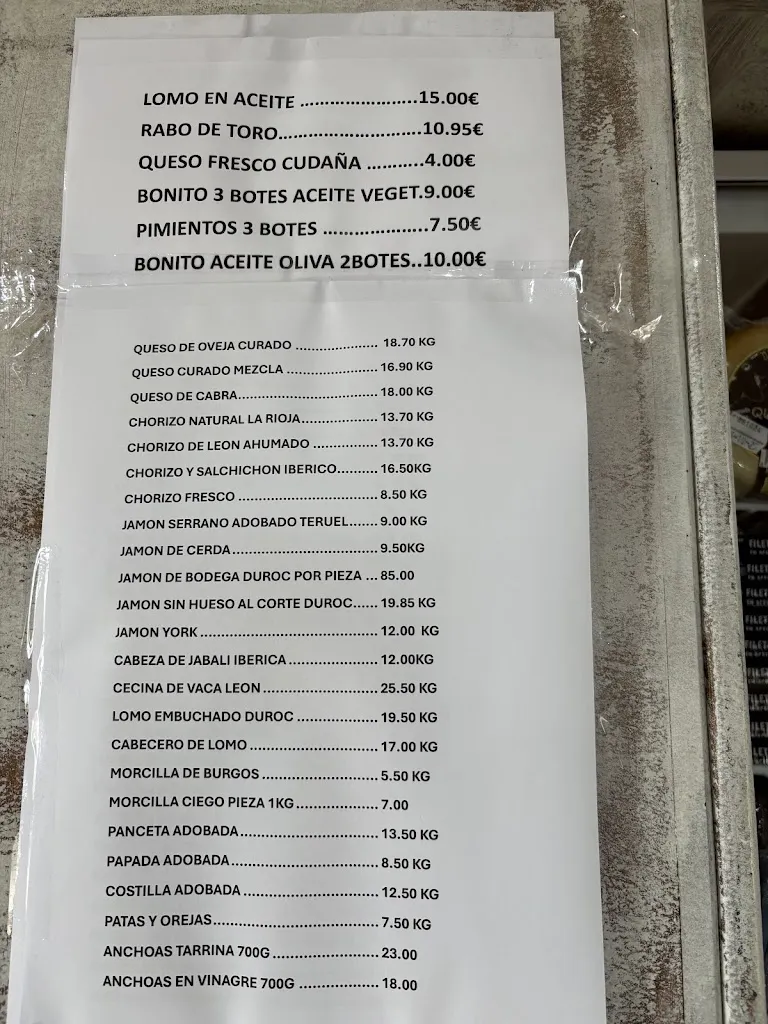 LOMO EN ACEITE ......................15.00€
RABO DE TORO...........................10.95€
QUESO FRESCO CUDAÑA ...........4.00€
BONITO 3 BOTES ACEITE VEGET.9.00€
PIMIENTOS 3 BOTES ....................7.50€
BONITO ACEITE OLIVA 2BOTES..10.00€
QUESO DE OVEJA CURADO ..................... 18.70 KG
QUESO CURADO MEZCLA ....................... 16.90 KG
QUESO DE CABRA................................... 18.00 KG
CHORIZO NATURAL LA RIOJA................... 13.70 KG
CHORIZO DE LEON AHUMADO ................ 13.70 KG
CHORIZO Y SALCHICHON IBERICO.......... 16.50KG
CHORIZO FRESCO ................................... 8.50 KG
JAMON SERRANO ADOBADO TERUEL....... 9.00 KG
JAMON DE CERDA.................................... 9.50KG
JAMON DE BODEGA DUROC POR PIEZA ... 85.00
JAMON SIN HUESO AL CORTE DUROC...... 19.85 KG
JAMON YORK ............................................ 12.00 KG
CABEZA DE JABALI IBERICA ...................... 12.00KG
CECINA DE VACA LEON ............................ 25.50 KG
LOMO EMBUCHADO DUROC .................... 19.50 KG
CABECERO DE LOMO ................................ 17.00 KG
MORCILLA DE BURGOS ............................. 5.50 KG
MORCILLA CIEGO PIEZA 1KG.................... 7.00
PANCETA ADOBADA.................................. 13.50 KG
PAPADA ADOBADA.................................... 8.50 KG
COSTILLA ADOBADA ................................. 12.50 KG
PATAS Y OREJAS......................................... 7.50 KG
ANCHOAS TARRINA 700G .......................... 23.00
ANCHOAS EN VINAGRE 700G ................... 18.00